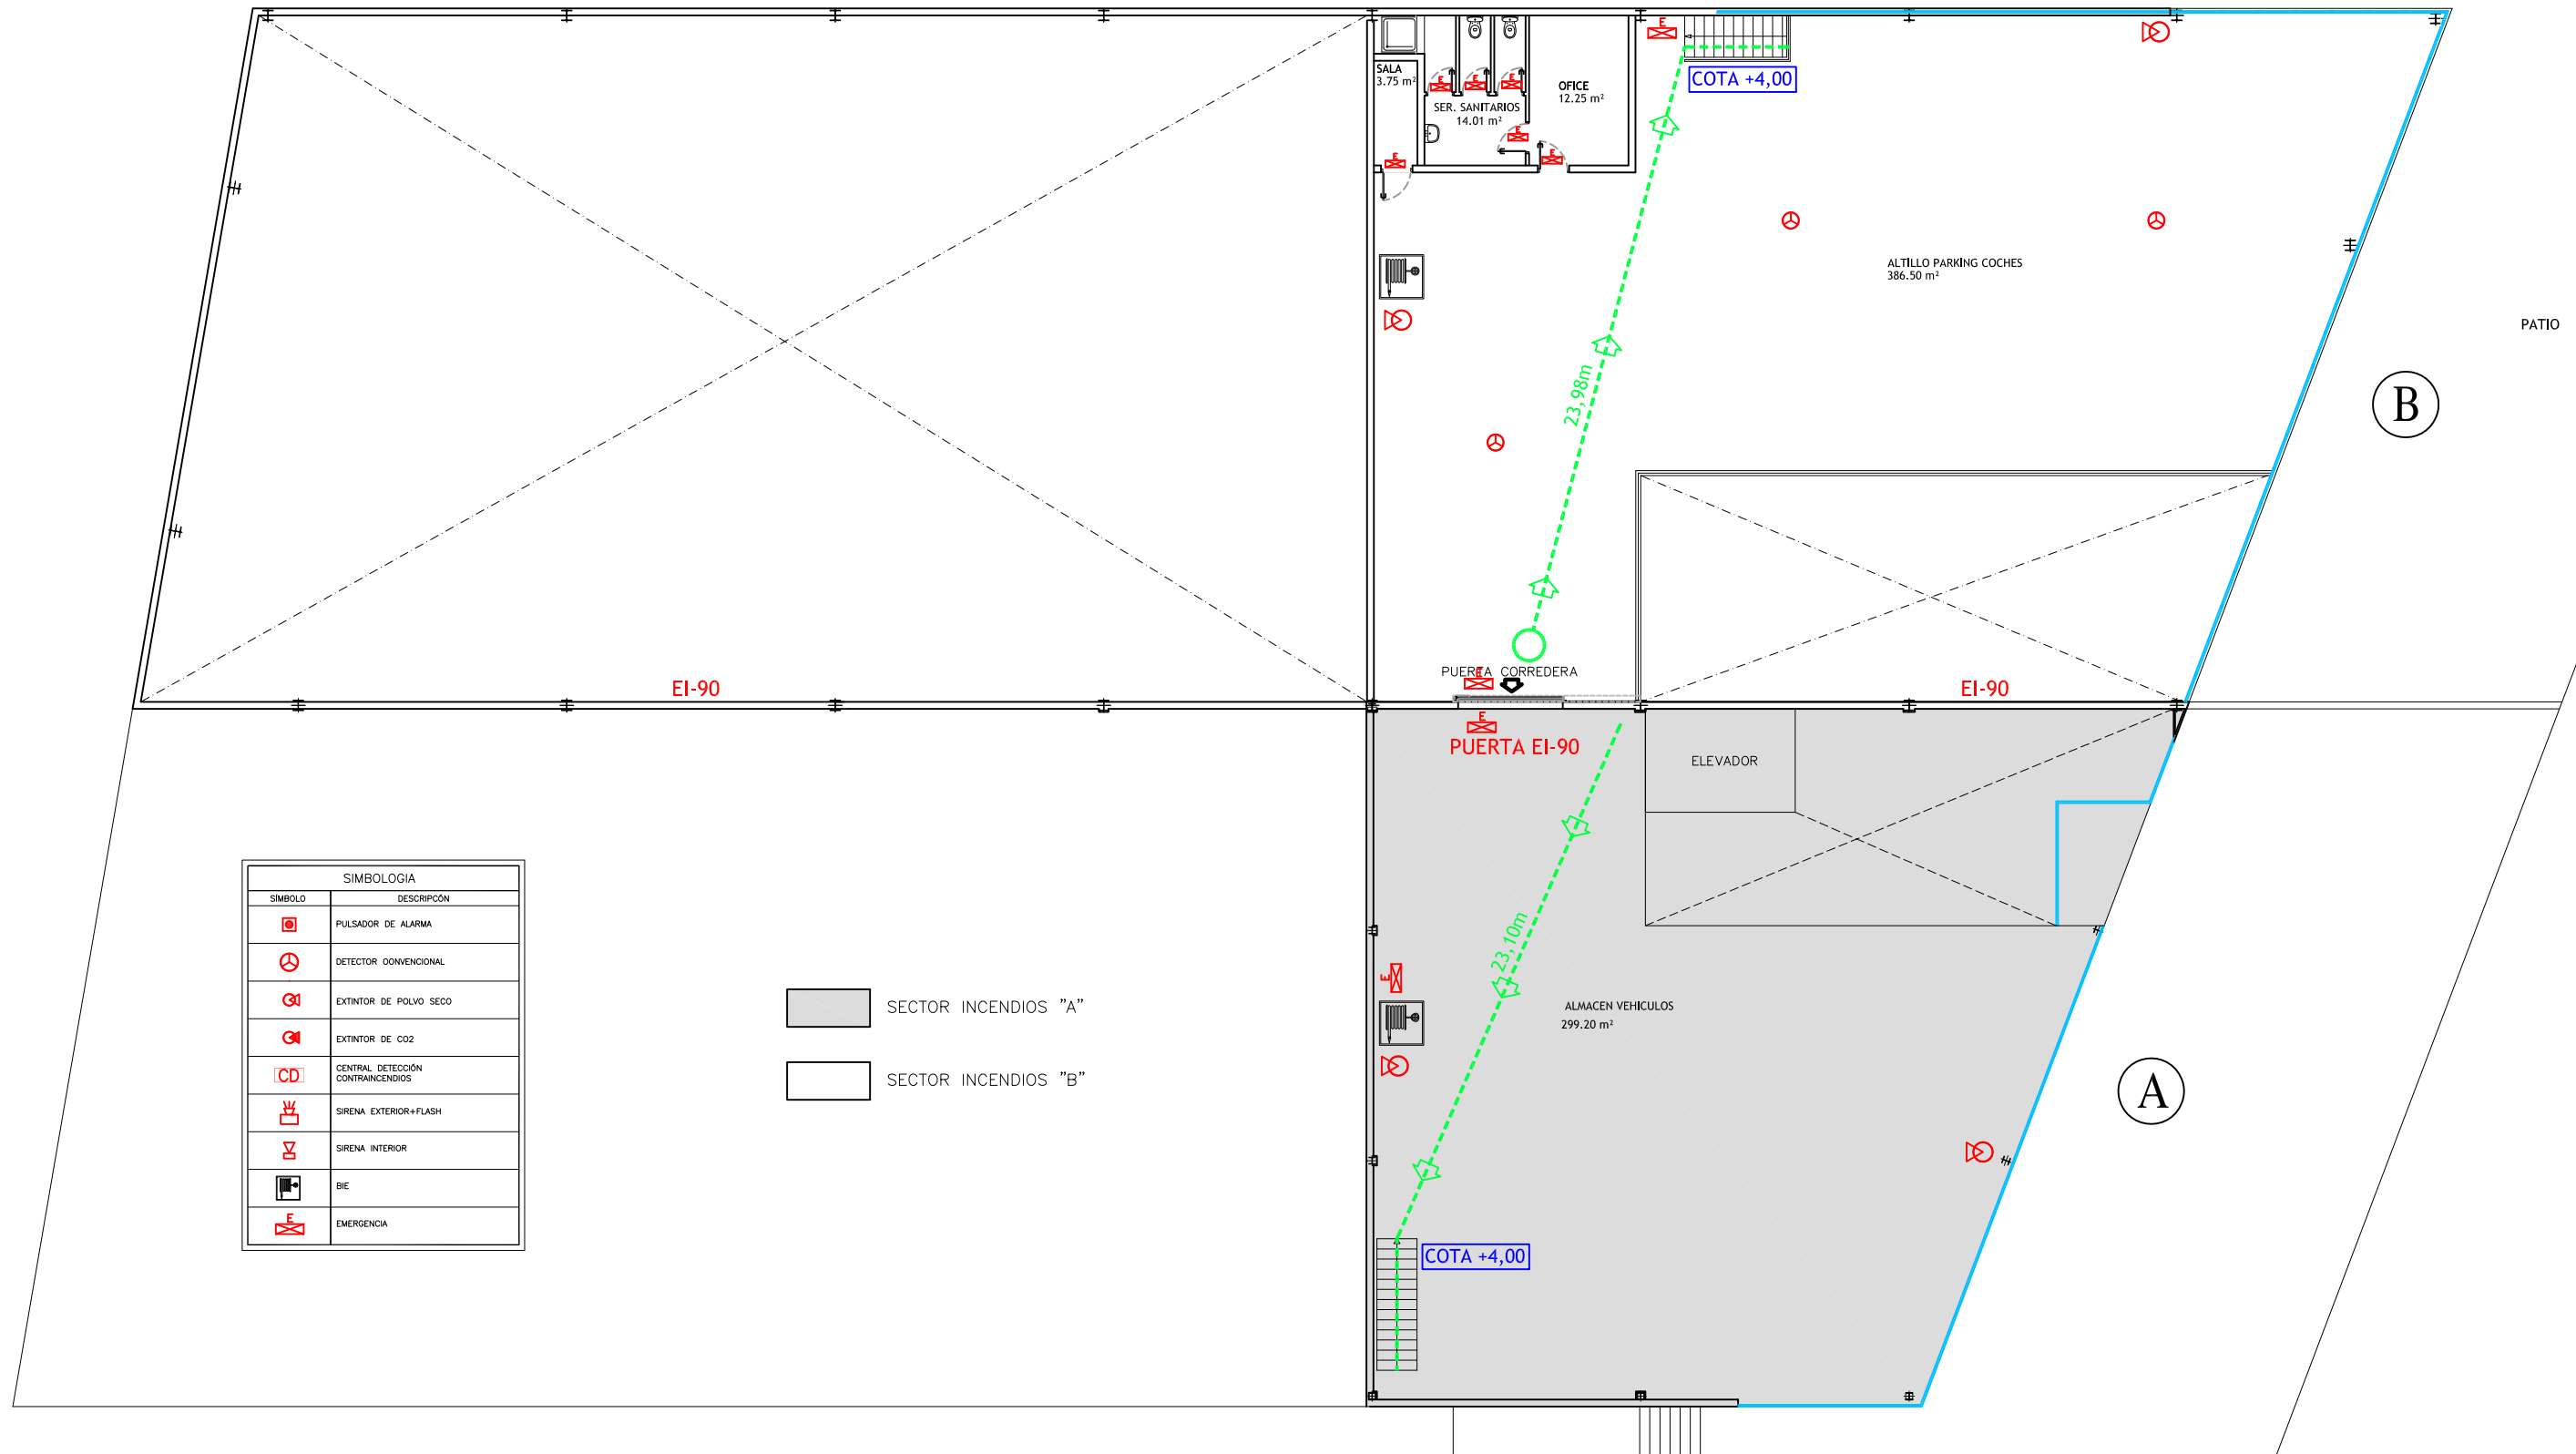 E
COTA +4,00
SALA
3.75 m²
E
E
E
OFICE
12.25 m²
SER. SANITARIOS
14.01 m²
E
E
E
ALTILLO PARKING COCHES
386.50 m²
PATIO
B
23,98m
PUERTA CORREDERA
E
EI-90
EI-90
E
PUERTA EI-90
ELEVADOR
SIMBOLOGIA
SÍMBOLO DESCRIPCÓN
PULSADOR DE ALARMA
DETECTOR OONVENCIONAL
EXTINTOR DE POLVO SECO
EXTINTOR DE CO2
CD CENTRAL DETECCIÓN
CONTRAINCENDIOS
SIRENA EXTERIOR+FLASH
SIRENA INTERIOR
BIE
E EMERGENCIA
SECTOR INCENDIOS "A"
SECTOR INCENDIOS "B"
23,10m
E
ALMACEN VEHICULOS
299.20 m²
A
COTA +4,00